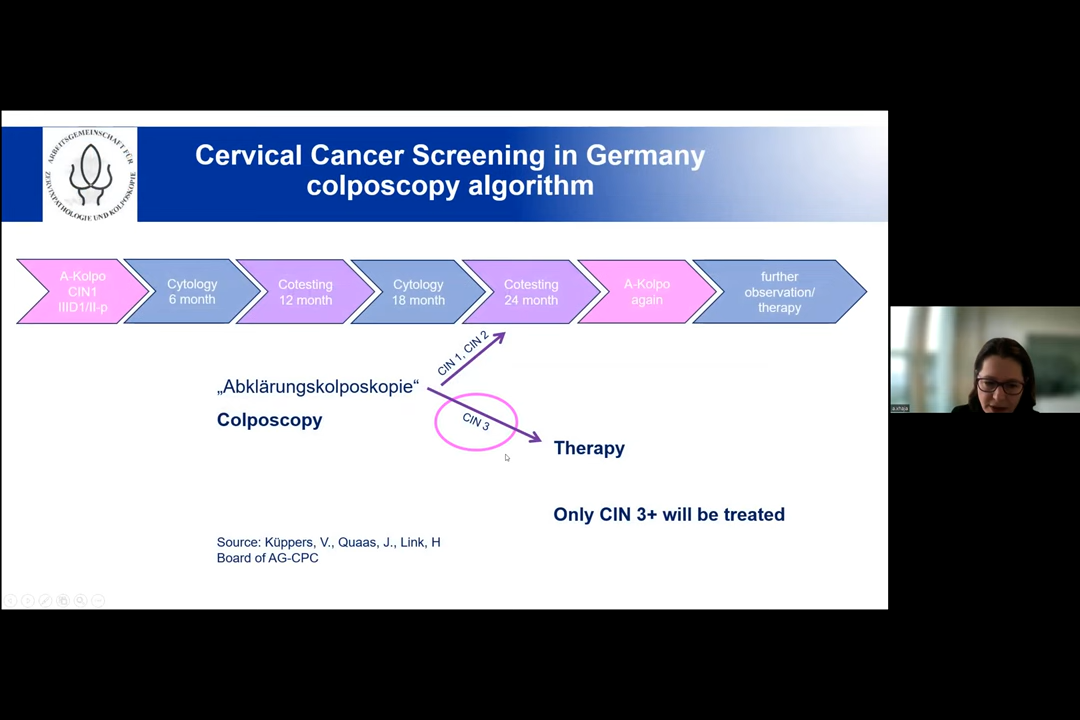 ARBEITSGEMEINSCHAFT FÜR
ZERVIXPATHOLOGIE UND KOLPOSKOPIE
Cervical Cancer Screening in Germany
colposcopy algorithm
A-Kolpo
CIN1
IIID1/II-p
Cytology
6 month
Cotesting
12 month
Cytology
18 month
Cotesting
24 month
A-Kolpo
again
further
observation/
therapy
CIN 1, CIN 2
„Abklärungskolposkopie“
Colposcopy
CIN 3
Therapy
Only CIN 3+ will be treated
Source: Küppers, V., Quaas, J., Link, H
Board of AG-CPC